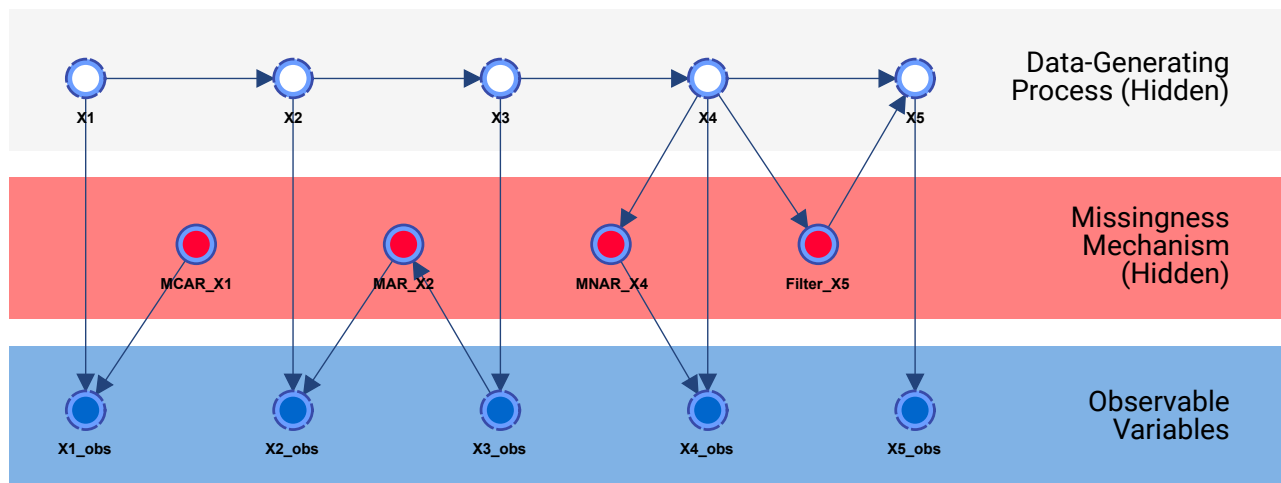 X1
X2
X3
X4
X5
Data-Generating
Process (Hidden)
MCAR_X1
MAR_X2
MNAR_X4
Filter_X5
Missingness
Mechanism
(Hidden)
X1_obs
X2_obs
X3_obs
X4_obs
X5_obs
Observable
Variables